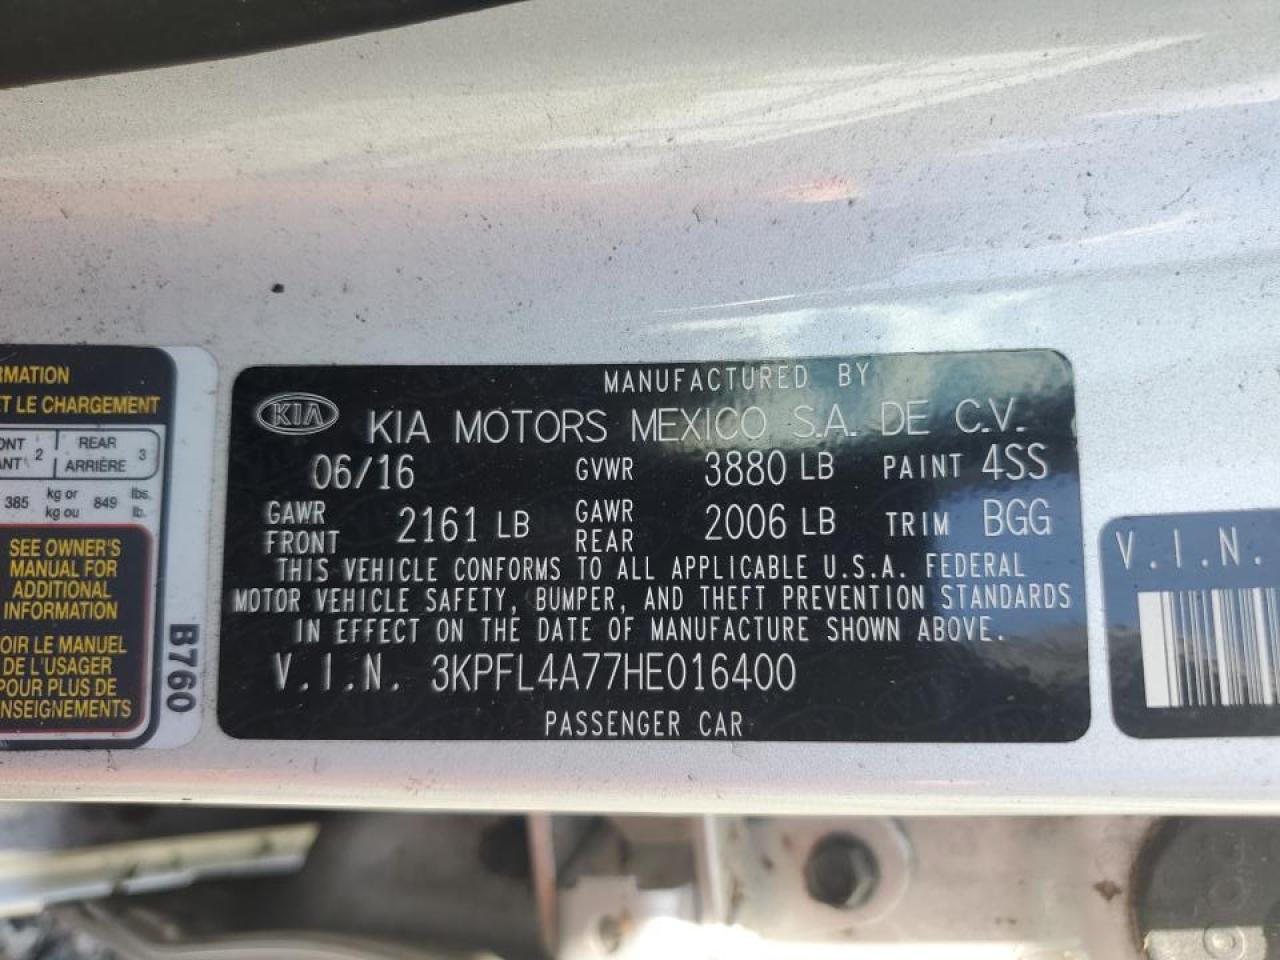 MANUFACTURED BY
KIA KIA MOTORS MEXICO S.A. DE C.V.
06/16 GVWR 3880 LB PAINT 4SS
GAWR FRONT 2161 LB GAWR REAR 2006 LB TRIM BGG
THIS VEHICLE CONFORMS TO ALL APPLICABLE U.S.A. FEDERAL
MOTOR VEHICLE SAFETY, BUMPER, AND THEFT PREVENTION STANDARDS
IN EFFECT ON THE DATE OF MANUFACTURE SHOWN ABOVE.
V.I.N. 3KPFL4A77HE016400
PASSENGER CAR
RMATION
ET LE CHARGEMENT
ONT 2 REAR 3
ANT ARRIÈRE
385 kg or 849 lbs.
kg ou lb.
SEE OWNER'S
MANUAL FOR
ADDITIONAL
INFORMATION
OIR LE MANUEL
DE L'USAGER
POUR PLUS DE
NSEIGNEMENTS
B760
V.I.N.